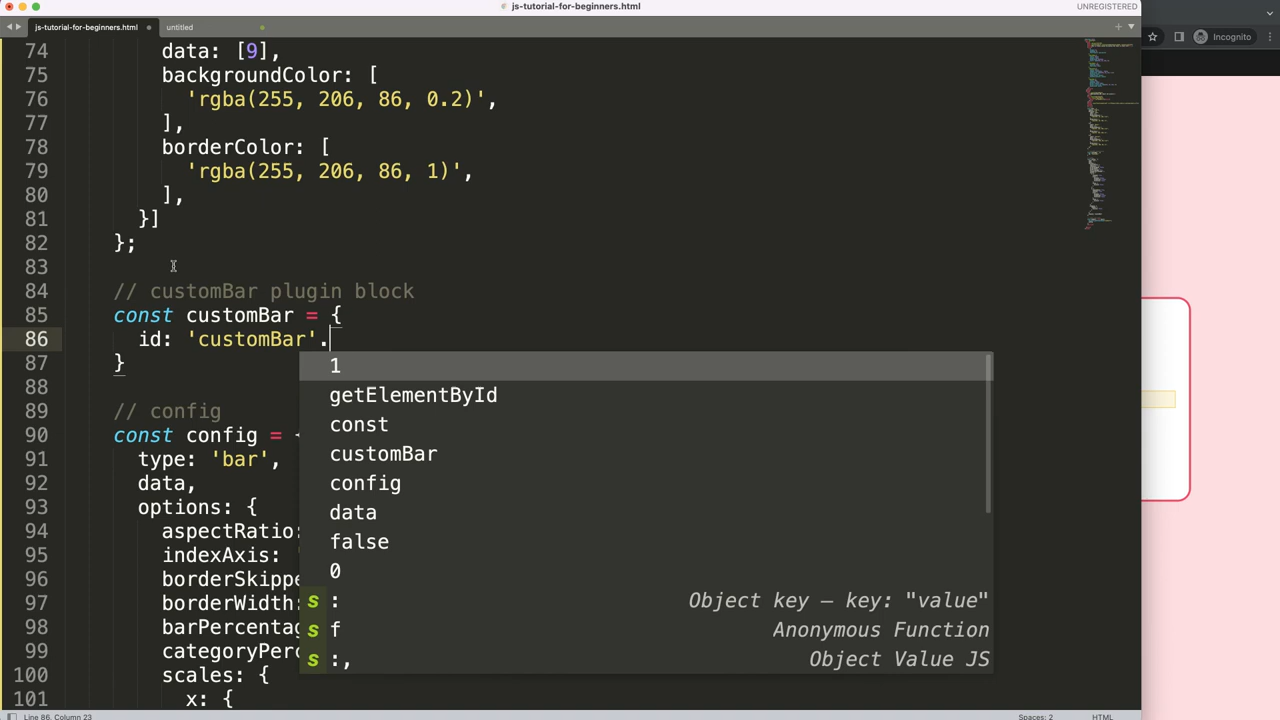 js-tutorial-for-beginners.html
UNREGISTERED
js-tutorial-for-beginners.html
untitled
Incognito
74 data: [9],
75 backgroundColor: [
76 'rgba(255, 206, 86, 0.2)',
77 ],
78 borderColor: [
79 'rgba(255, 206, 86, 1)',
80 ],
81 }]
82 };
83
84 // customBar plugin block
85 const customBar = {
86 id: 'customBar'.
87 }
88
89 // config
90 const config = {
91 type: 'bar',
92 data,
93 options: {
94 aspectRatio:
95 indexAxis:
96 borderSkippe
97 borderWidth:
98 barPercentag
99 categoryPerc
100 scales: {
101 x: {
1
getElementById
const
customBar
config
data
false
0
s : Object key – key: "value"
s f Anonymous Function
s :, Object Value JS
Line 86, Column 23
Spaces: 2
HTML